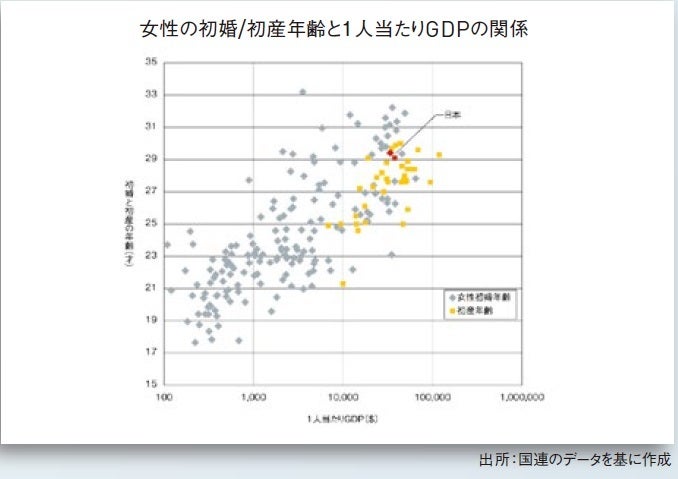 女性の初婚/初産年齢と1人当たりGDPの関係
35
33
31
29
27
25
23
21
19
17
15
初婚と初産の年齢(才)
日本
女性初婚年齢
初産年齢
100
1,000
10,000
100,000
1,000,000
1人当たりGDP($)
出所：国連のデータを基に作成